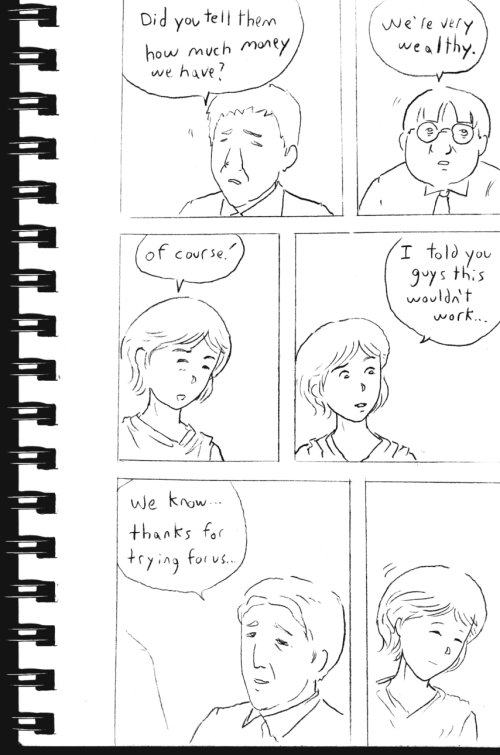 Did you tell them
how much money
we have?
We're very
wealthy.
of course!
I told you
guys this
wouldn't
work...
we know...
thanks for
trying for us...